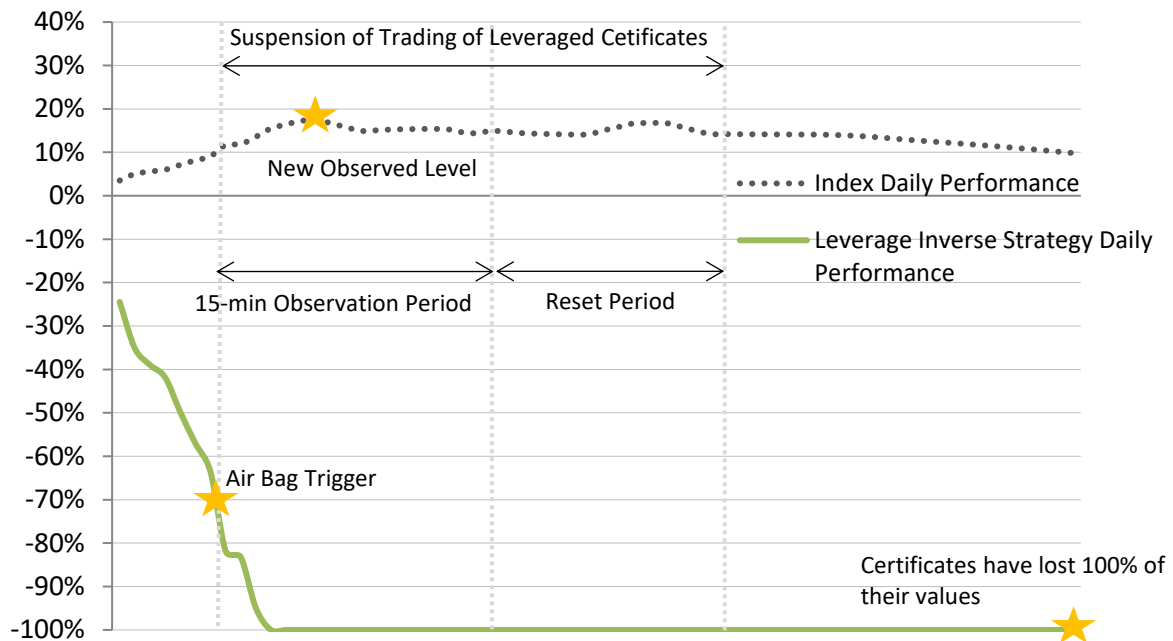 40%
Suspension of Trading of Leveraged Cetificates
30%
20%
10%
New Observed Level
Index Daily Performance
0%
-10%
Leverage Inverse Strategy Daily
Performance
-20%
15-min Observation Period
Reset Period
-30%
-40%
-50%
-60%
Air Bag Trigger
-70%
-80%
Certificates have lost 100% of
their values
-90%
-100%